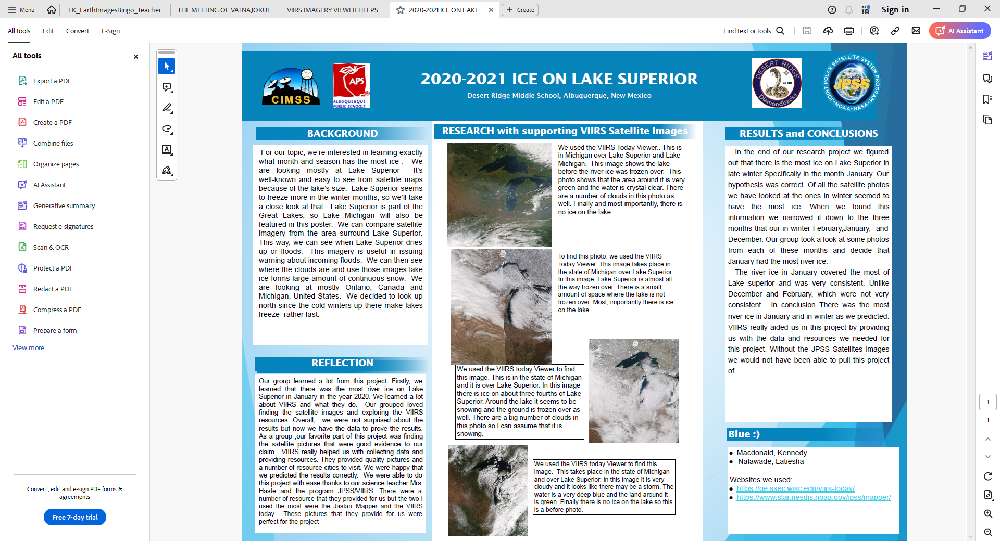 Menu
EK_EarthImagesBingo_Teacher...
THE MELTING OF VATNAJOKUL...
VIIRS IMAGERY VIEWER HELPS ...
2020-2021 ICE ON LAKE...
Create
Sign in
All tools
Edit
Convert
E-Sign
Find text or tools
AI Assistant
All tools
Export a PDF
Edit a PDF
Create a PDF
Combine files
Organize pages
AI Assistant
Generative summary
Request e-signatures
Scan & OCR
Protect a PDF
Redact a PDF
Compress a PDF
Prepare a form
View more
Convert, edit and e-sign PDF forms &
agreements
Free 7-day trial
CIMSS
APS
ALBUQUERQUE
PUBLIC SCHOOLS
2020-2021 ICE ON LAKE SUPERIOR
Desert Ridge Middle School, Albuquerque, New Mexico
DESERT RIDGE
est. 1997
Diamondbacks
JOINT POLAR SATELLITE SYSTEM PROGRAM
JPSS
NOAA • NASA
BACKGROUND
For our topic, we're interested in learning exactly
what month and season has the most ice . We
are looking mostly at Lake Superior It's
well-known and easy to see from satellite maps
because of the lake's size. Lake Superior seems
to freeze more in the winter months, so we'll take
a close look at that. Lake Superior is part of the
Great Lakes, so Lake Michigan will also be
featured in this poster. We can compare satellite
imagery from the area surround Lake Superior.
This way, we can see when Lake Superior dries
up or floods. This imagery is useful in issuing
warning about incoming floods. We can then see
where the clouds are and use those images lake
ice forms large amount of continuous snow. We
are looking at mostly Ontario, Canada and
Michigan, United States. We decided to look up
north since the cold winters up there make lakes
freeze rather fast.
REFLECTION
Our group learned a lot from this project. Firstly, we
learned that there was the most river ice on Lake
Superior in January in the year 2020. We learned a lot
about VIIRS and what they do. Our grouped loved
finding the satellite images and exploring the VIIRS
resources. Overall, we were not surprised about the
results but now we have the data to prove the results.
As a group ,our favorite part of this project was finding
the satellite pictures that were good evidence to our
claim. VIIRS really helped us with collecting data and
providing resources. They provided quality pictures and
a number of resource cities to visit. We were happy that
we predicted the results correctly. We were able to do
this project with ease thanks to our science teacher Mrs.
Haste and the program JPSS/VIIRS. There were a
number of resource that they provided for us but the two I
used the most were the Jastarr Mapper and the VIIRS
today. These pictures that they provide for us were
perfect for the project
RESEARCH with supporting VIIRS Satellite Images
We used the VIIRS Today Viewer.. This is
in Michigan over Lake Superior and Lake
Michigan. This image shows the lake
before the river ice was frozen over. This
photo shows that the area around it is very
green and the water is crystal clear. There
are a number of clouds in this photo as
well. Finally and most importantly, there is
no ice on the lake.
To find this photo, we used the VIIRS
Today Viewer. This image takes place in
the state of Michigan over Lake Superior.
In this image, Lake Superior is almost all
the way frozen over. There is a small
amount of space where the lake is not
frozen over. Most, importantly there is ice
on the lake.
We used the VIIRS today Viewer to find
this image. This is in the state of Michigan
and it is over Lake Superior. In this image
there is ice on about three fourths of Lake
Superior. Around the lake it seems to be
snowing and the ground is frozen over as
well. There are a big number of clouds in
this photo so I can assume that it is
snowing.
We used the VIIRS today Viewer to find this
image. This takes place in the state of MIchigan
and over Lake Superior. In this image it is very
cloudy and it looks like there may be a storm. The
water is a very deep blue and the land around it
is green. Finally there is no ice on the lake so this
is a before photo.
RESULTS and CONCLUSIONS
In the end of our research project we figured
out that there is the most ice on Lake Superior in
late winter Specifically in the month January. Our
hypothesis was correct. Of all the satellite photos
we have looked at the ones in winter seemed to
have the most ice. When we found this
information we narrowed it down to the three
months that our in winter February,January, and
December. Our group took a look at some photos
from each of these months and decide that
January had the most river ice.
The river ice in January covered the most of
Lake superior and was very consistent. Unlike
December and February, which were not very
consistent. In conclusion There was the most
river ice in January and in winter as we predicted.
VIIRS really aided us in this project by providing
us with the data and resources we needed for
this project. Without the JPSS Satellites images
we would not have been able to pull this project
of.
Blue :)
● Macdonald, Kennedy
● Nalawade, Latiesha
Websites we used:
● https://ge.ssec.wisc.edu/viirs-today/
● https://www.star.nesdis.noaa.gov/jpss/mapper/
1
1